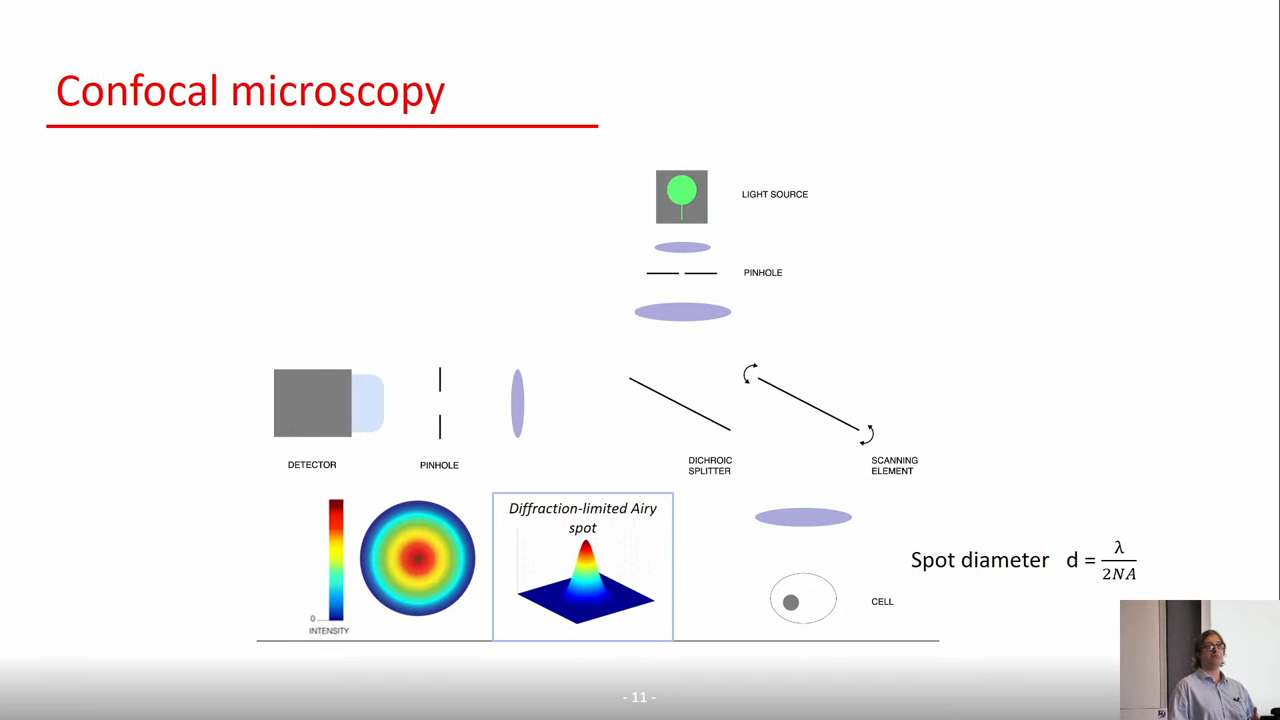 Confocal microscopy
LIGHT SOURCE
PINHOLE
DETECTOR
PINHOLE
DICHROIC
SPLITTER
SCANNING
ELEMENT
Diffraction-limited Airy
spot
0
INTENSITY
Spot diameter d = λ/2NA
CELL
- 11 -